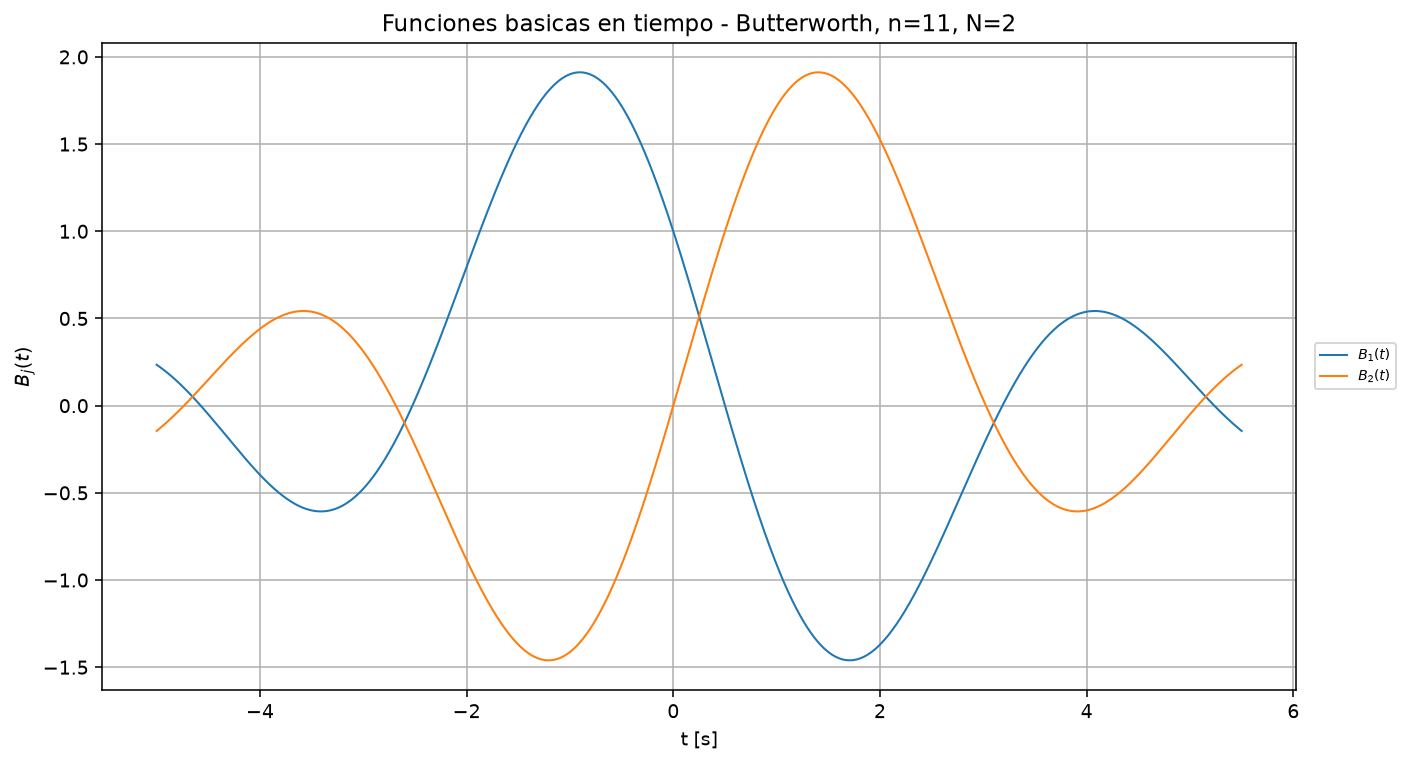 Funciones basicas en tiempo - Butterworth, n=11, N=2
2.0
1.5
1.0
0.5
0.0
−0.5
−1.0
−1.5
B_j(t)
−4
−2
0
2
4
6
t [s]
B_1(t)
B_2(t)